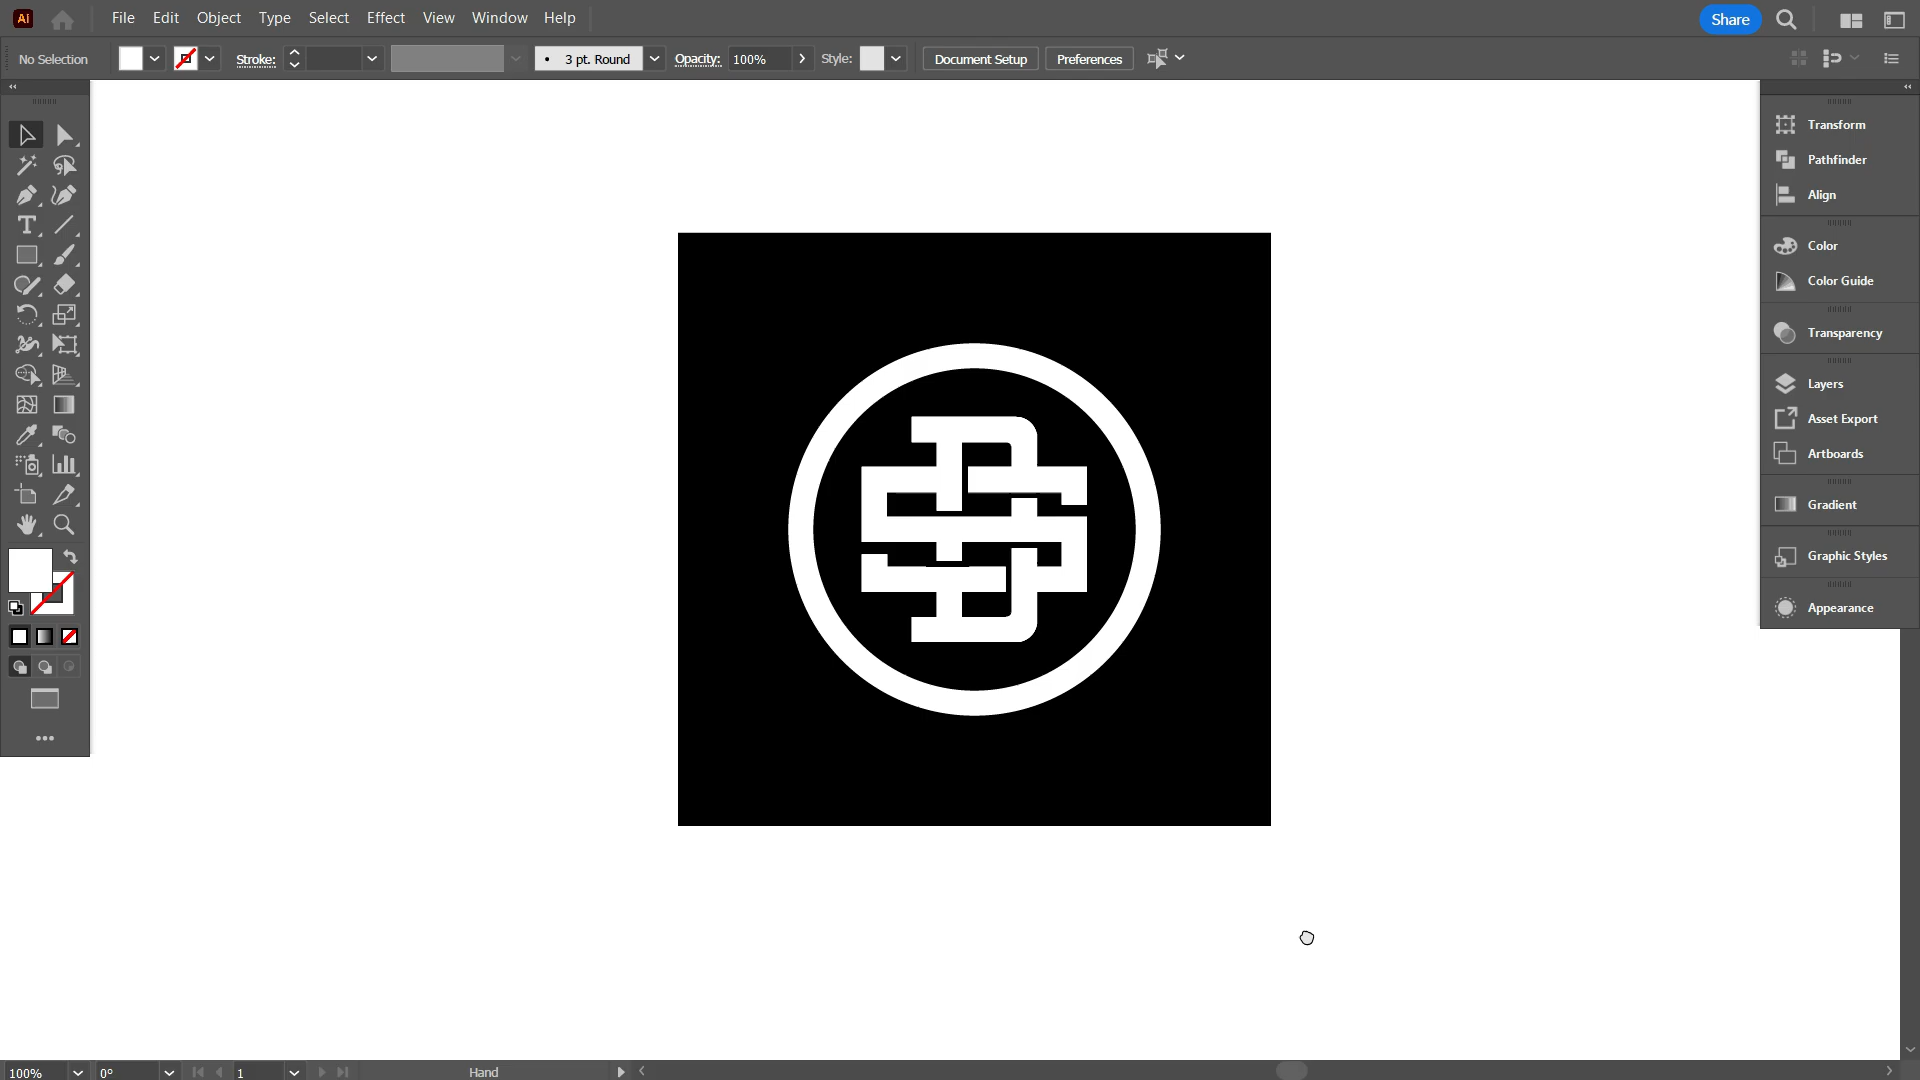 Ai File Edit Object Type Select Effect View Window Help Share
No Selection Stroke: 3 pt. Round Opacity: 100% Style: Document Setup Preferences
Transform
Pathfinder
Align
Color
Color Guide
Transparency
Layers
Asset Export
Artboards
Gradient
Graphic Styles
Appearance
100% 0° 1 Hand